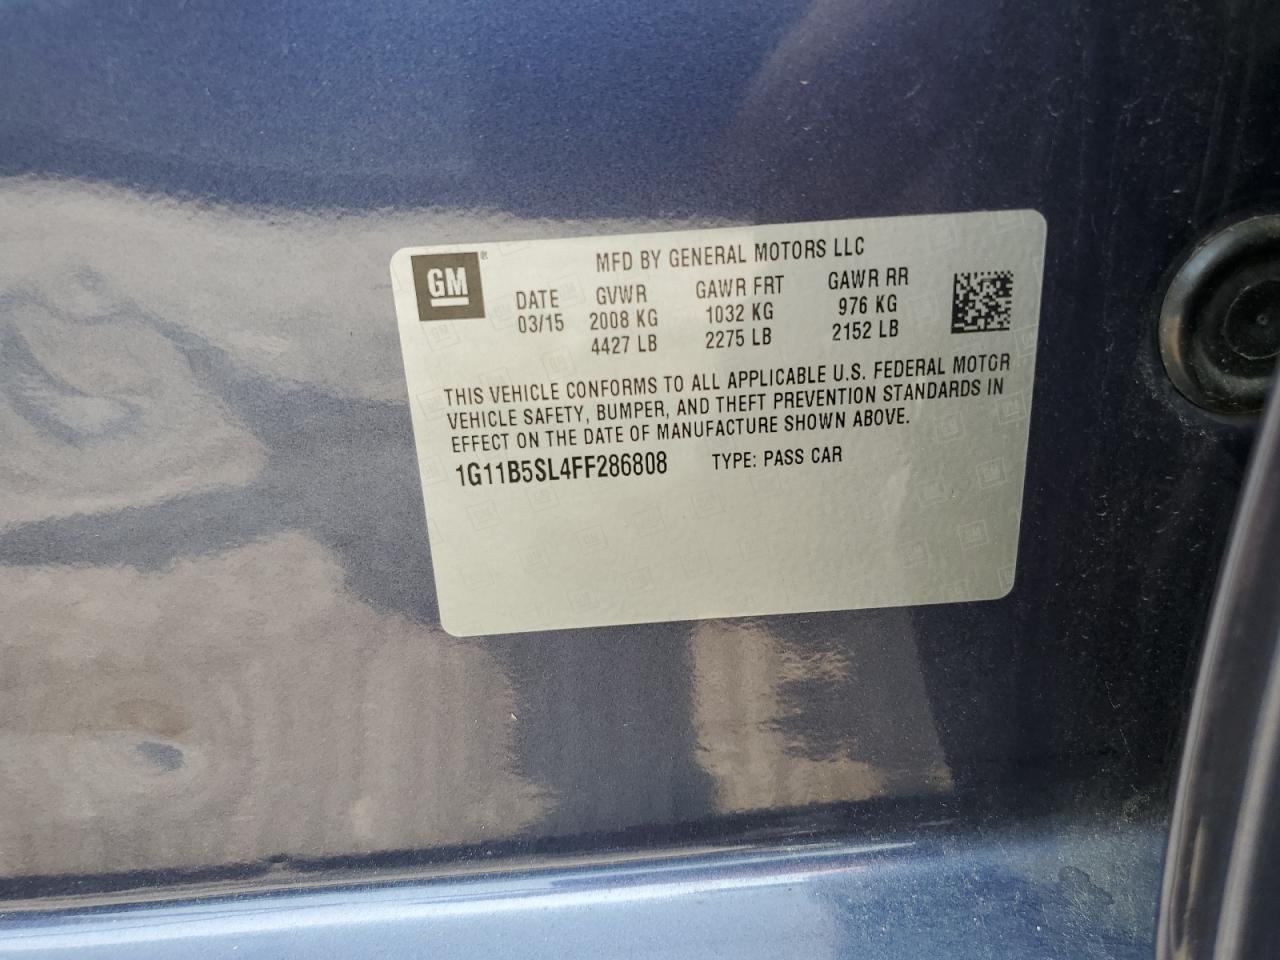 GM ®
MFD BY GENERAL MOTORS LLC
DATE GVWR GAWR FRT GAWR RR
03/15 2008 KG 1032 KG 976 KG
4427 LB 2275 LB 2152 LB
THIS VEHICLE CONFORMS TO ALL APPLICABLE U.S. FEDERAL MOTOR
VEHICLE SAFETY, BUMPER, AND THEFT PREVENTION STANDARDS IN
EFFECT ON THE DATE OF MANUFACTURE SHOWN ABOVE.
1G11B5SL4FF286808 TYPE: PASS CAR